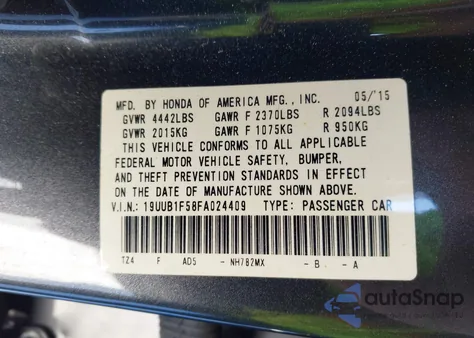 MFD. BY HONDA OF AMERICA MFG., INC. 05/'15
GVWR 4442LBS GAWR F 2370LBS R 2094LBS
GVWR 2015KG GAWR F 1075KG R 950KG
THIS VEHICLE CONFORMS TO ALL APPLICABLE
FEDERAL MOTOR VEHICLE SAFETY, BUMPER,
AND THEFT PREVENTION STANDARDS IN EFFECT
ON THE DATE OF MANUFACTURE SHOWN ABOVE.
V.I.N.: 19UUB1F58FA024409 TYPE: PASSENGER CAR
TZ4 F AD5 - NH782MX - B - A
autoSnap